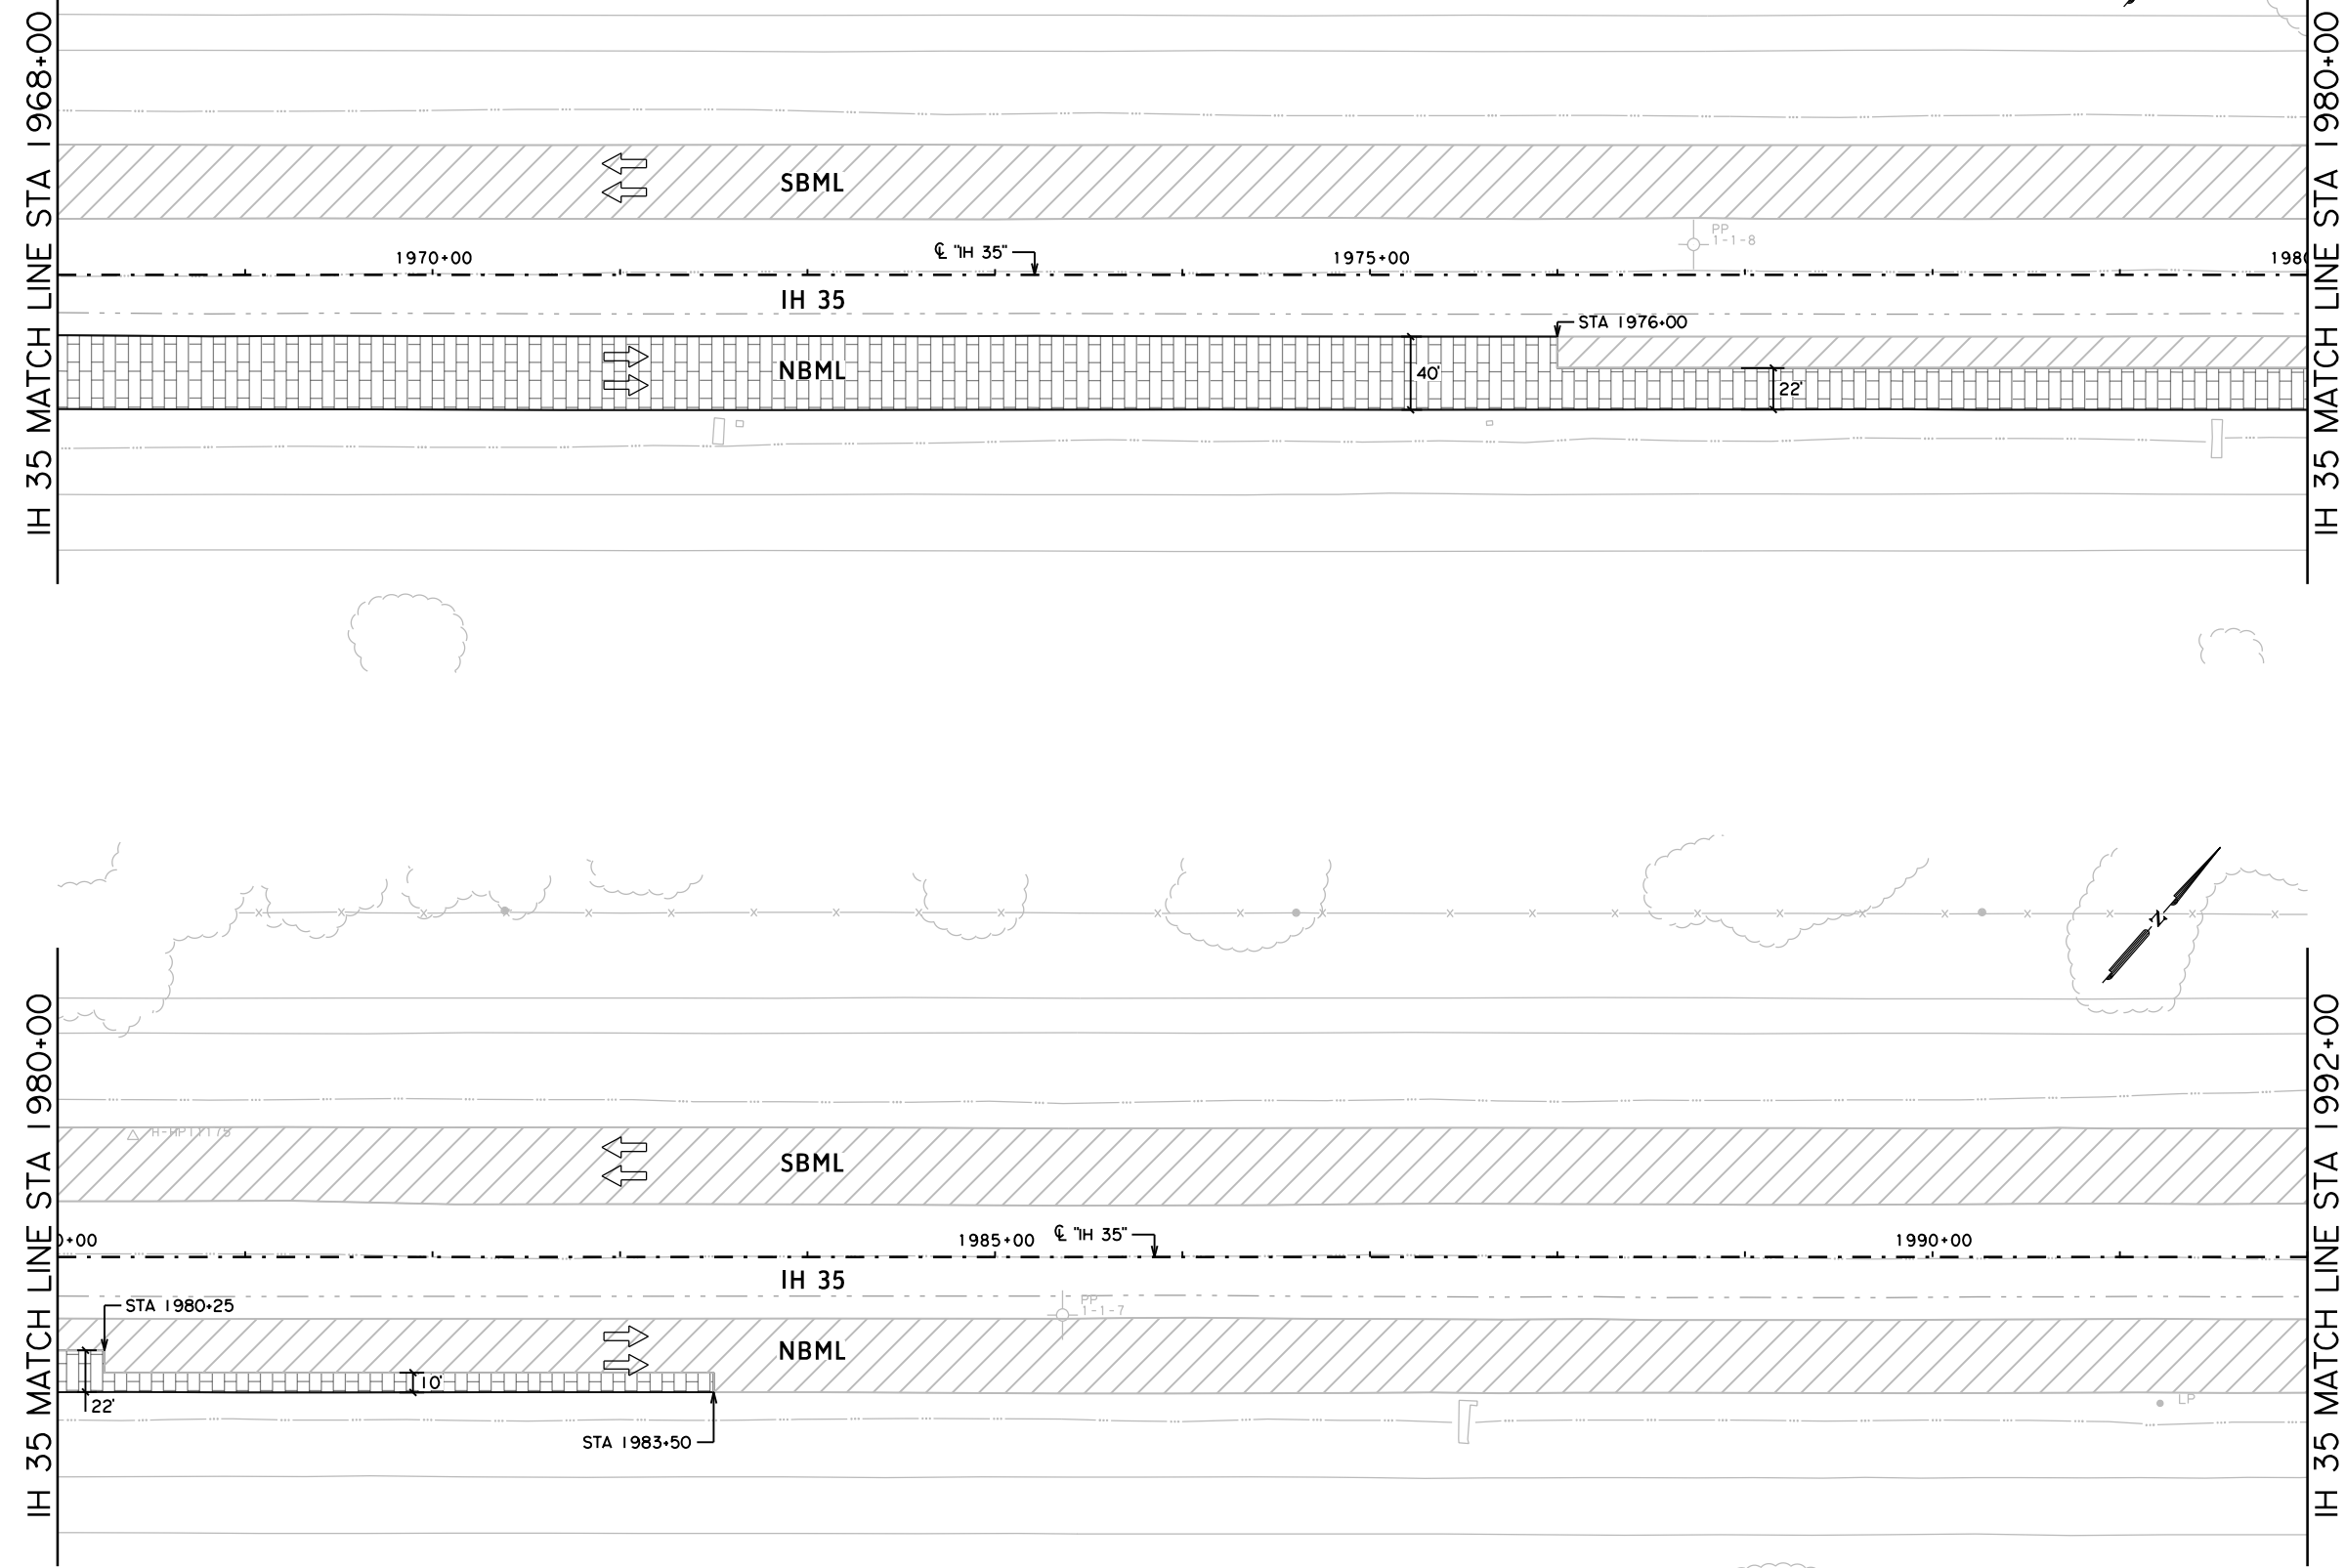 IH 35 MATCH LINE STA 1968+00
SBML
PP
1-1-8
1970+00
℄ "IH 35"
1975+00
198
IH 35
STA 1976+00
NBML
40'
22'
IH 35 MATCH LINE STA 1980+00
N
IH 35 MATCH LINE STA 1980+00
SBML
0+00
1985+00
℄ "IH 35"
1990+00
IH 35
STA 1980+25
PP
1-1-7
NBML
10'
22'
LP
STA 1983+50
IH 35 MATCH LINE STA 1992+00